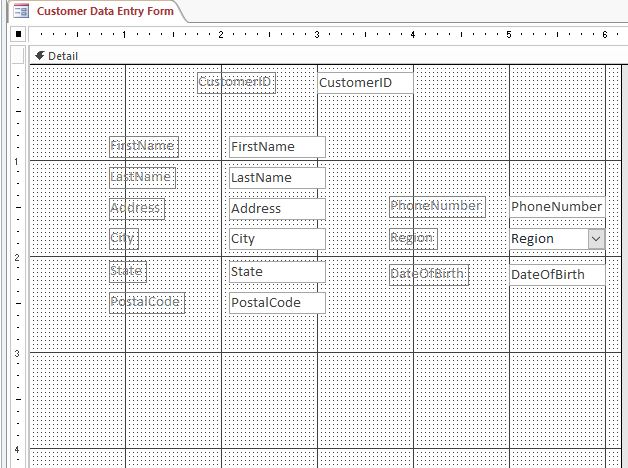 Customer Data Entry Form
1 2 3 4 5 6
Detail
CustomerID CustomerID
FirstName FirstName
1
LastName LastName
Address Address PhoneNumber PhoneNumber
City City Region Region
2
State State DateOfBirth DateOfBirth
PostalCode PostalCode
3
4